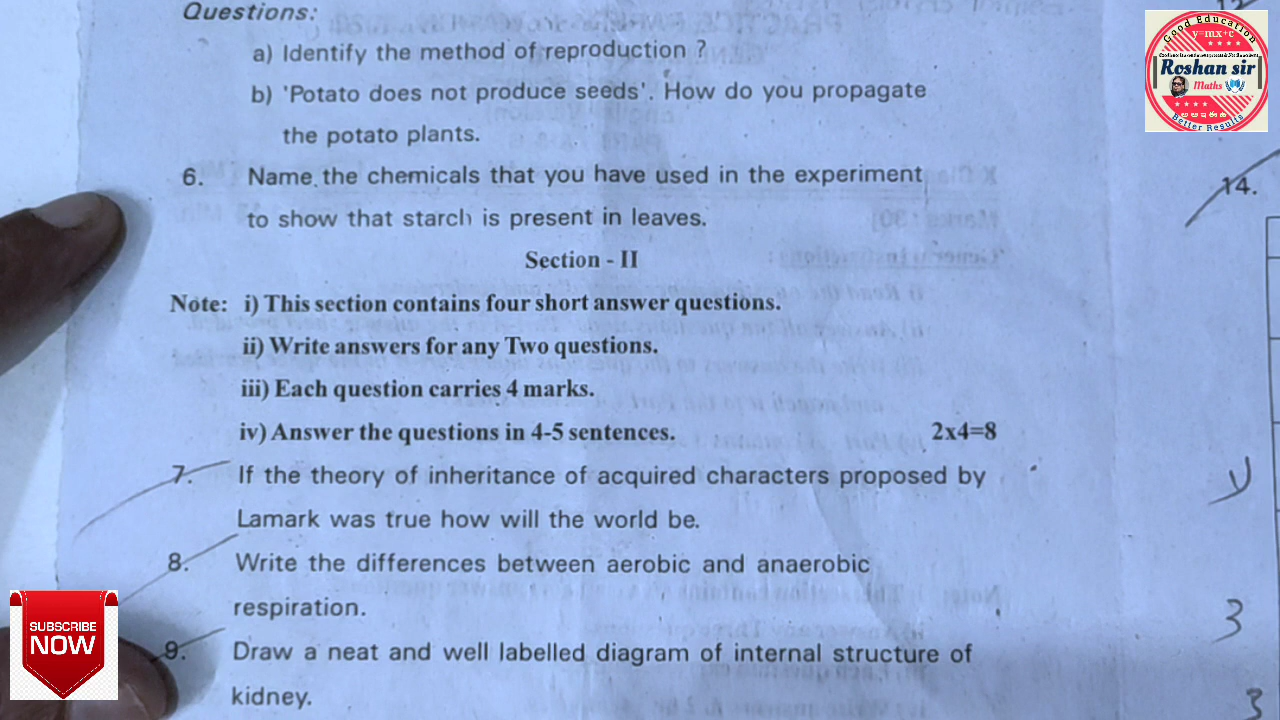 Questions:
a) Identify the method of reproduction ?
b) 'Potato does not produce seeds'. How do you propagate
the potato plants.
6. Name the chemicals that you have used in the experiment
to show that starch is present in leaves.
Section - II
Note: i) This section contains four short answer questions.
ii) Write answers for any Two questions.
iii) Each question carries 4 marks.
iv) Answer the questions in 4-5 sentences. 2x4=8
7. If the theory of inheritance of acquired characters proposed by
Lamark was true how will the world be.
8. Write the differences between aerobic and anaerobic
respiration.
9. Draw a neat and well labelled diagram of internal structure of
kidney.
14.
3
3
Good Education
y=mx+c
Roshan sir
Maths
Better Results
SUBSCRIBE
NOW